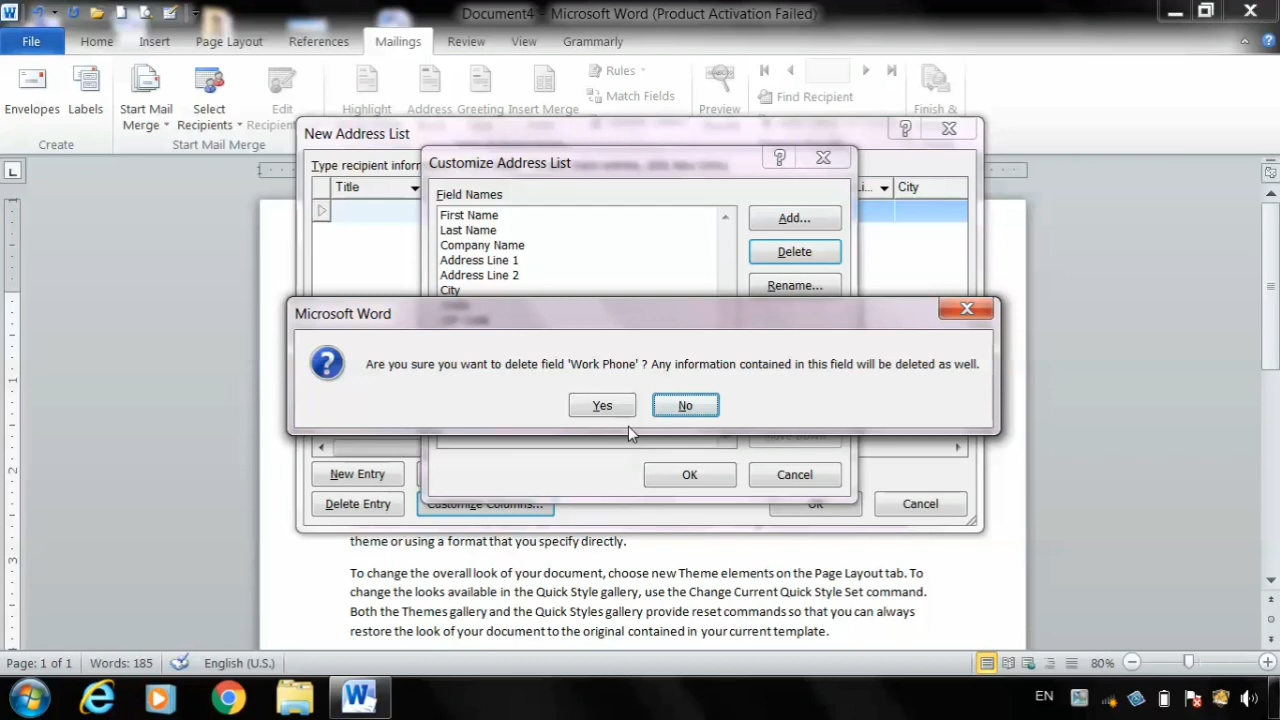 Document4 - Microsoft Word (Product Activation Failed)
File Home Insert Page Layout References Mailings Review View Grammarly
Envelopes Labels Start Mail Merge Select Recipients Edit Recipient Highlight Address Greeting Insert Merge Rules Match Fields Preview Find Recipient Finish &
Create Start Mail Merge
New Address List
Type recipient infor
Customize Address List
Title City
Field Names
First Name
Last Name
Company Name
Address Line 1
Address Line 2
City
Add...
Delete
Rename...
Microsoft Word
Are you sure you want to delete field 'Work Phone' ? Any information contained in this field will be deleted as well.
Yes No
New Entry OK Cancel
Delete Entry Customize Columns... OK Cancel
theme or using a format that you specify directly.
To change the overall look of your document, choose new Theme elements on the Page Layout tab. To
change the looks available in the Quick Style gallery, use the Change Current Quick Style Set command.
Both the Themes gallery and the Quick Styles gallery provide reset commands so that you can always
restore the look of your document to the original contained in your current template.
Page: 1 of 1 Words: 185 English (U.S.) 80%
EN